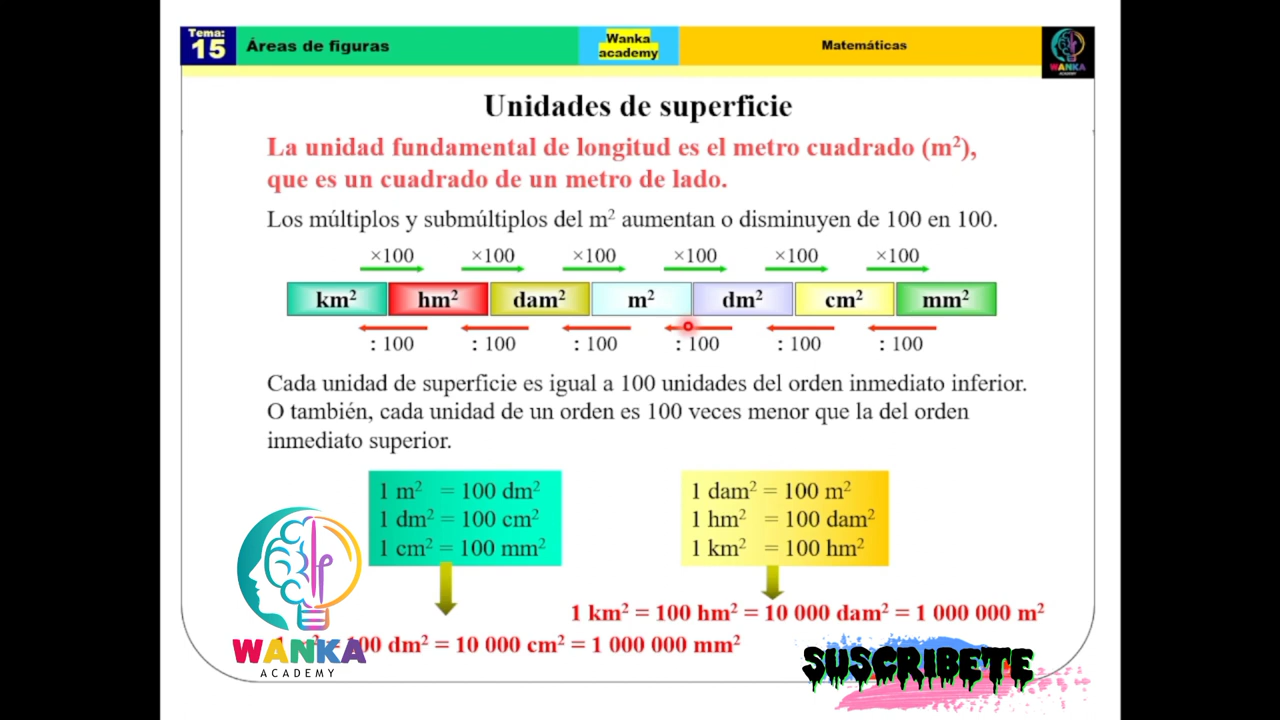 Tema:
15
Áreas de figuras
Wanka
academy
Matemáticas
WANKA
ACADEMY
Unidades de superficie
La unidad fundamental de longitud es el metro cuadrado (m²),
que es un cuadrado de un metro de lado.
Los múltiplos y submúltiplos del m² aumentan o disminuyen de 100 en 100.
×100 ×100 ×100 ×100 ×100 ×100
km² hm² dam² m² dm² cm² mm²
: 100 : 100 : 100 : 100 : 100 : 100
Cada unidad de superficie es igual a 100 unidades del orden inmediato inferior.
O también, cada unidad de un orden es 100 veces menor que la del orden
inmediato superior.
1 m² = 100 dm²
1 dm² = 100 cm²
1 cm² = 100 mm²
1 dam² = 100 m²
1 hm² = 100 dam²
1 km² = 100 hm²
1 km² = 100 hm² = 10 000 dam² = 1 000 000 m²
00 dm² = 10 000 cm² = 1 000 000 mm²
WANKA
ACADEMY
SUSCRIBETE